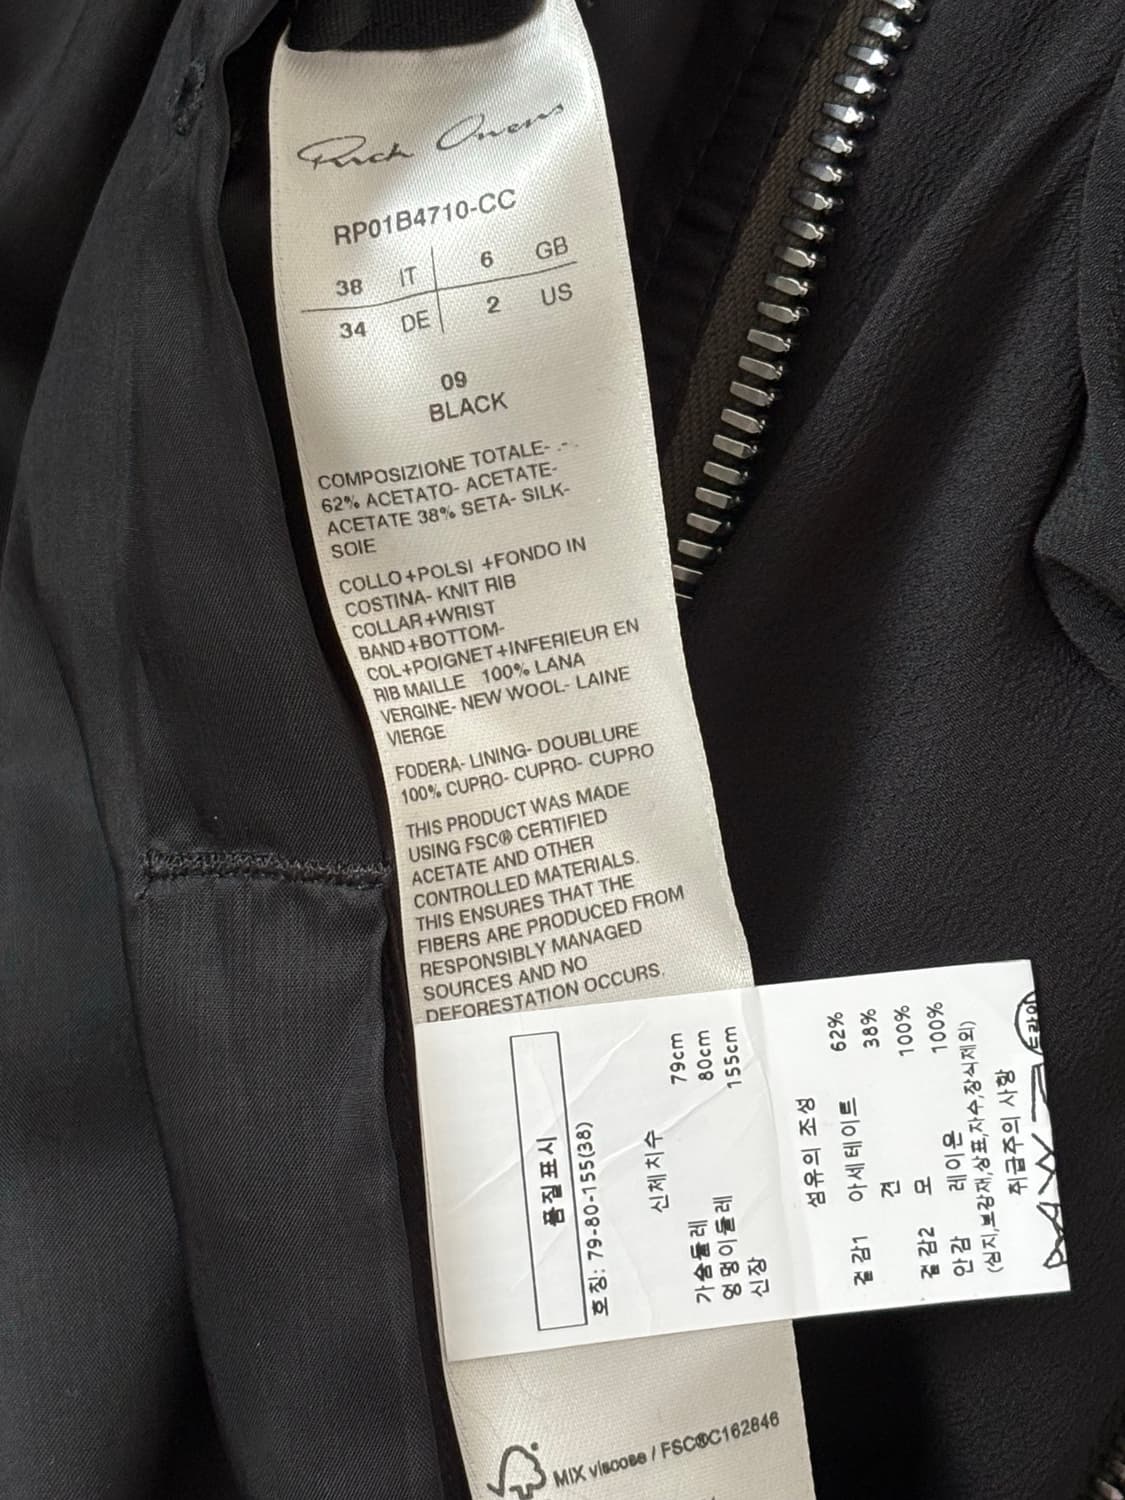 Rick Owens
RP01B4710-CC
38 IT 6 GB
34 DE 2 US
09
BLACK
COMPOSIZIONE TOTALE- .- .
62% ACETATO- ACETATE-
ACETATE 38% SETA- SILK-
SOIE
COLLO+POLSI +FONDO IN
COSTINA- KNIT RIB
COLLAR+WRIST
BAND+BOTTOM-
COL+POIGNET+INFERIEUR EN
RIB MAILLE 100% LANA
VERGINE- NEW WOOL- LAINE
VIERGE
FODERA- LINING- DOUBLURE
100% CUPRO- CUPRO- CUPRO
THIS PRODUCT WAS MADE
USING FSC® CERTIFIED
ACETATE AND OTHER
CONTROLLED MATERIALS.
THIS ENSURES THAT THE
FIBERS ARE PRODUCED FROM
RESPONSIBLY MANAGED
SOURCES AND NO
DEFORESTATION OCCURS.
품질표시
호칭: 79-80-155(38)
신체치수
가슴둘레 79cm
엉덩이둘레 80cm
신장 155cm
섬유의 조성
겉감1 아세테이트 62%
견 38%
겉감2 모 100%
안감 레이온 100%
(심지,보강재,상표,자수,장식제외)
취급주의 사항
드라이
MIX viscose / FSC®C162846